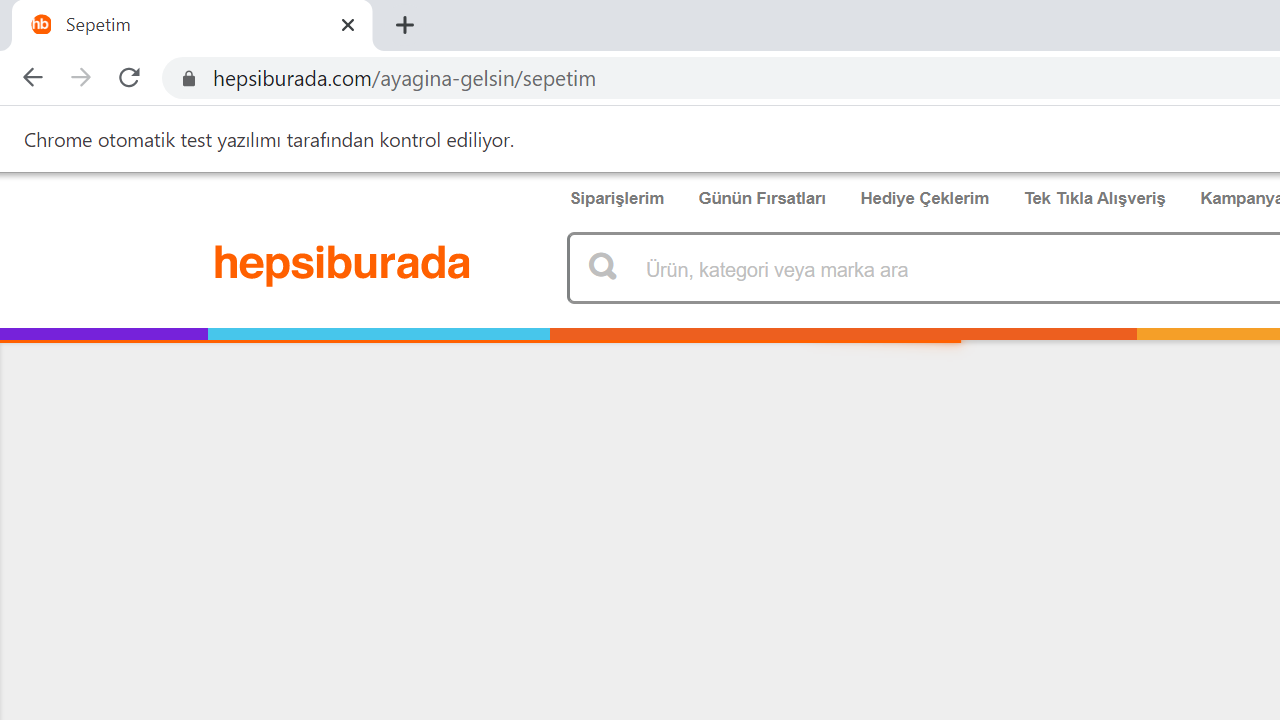 hb Sepetim
hepsiburada.com/ayagina-gelsin/sepetim
Chrome otomatik test yazılımı tarafından kontrol ediliyor.
Siparişlerim Günün Fırsatları Hediye Çeklerim Tek Tıkla Alışveriş Kampanya
hepsiburada
Ürün, kategori veya marka ara